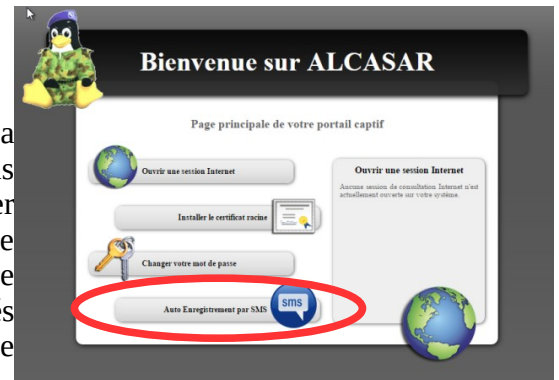 Bienvenue sur ALCASAR
Page principale de votre portail captif
Ouvrir une session Internet
Installer le certificat racine
Changer votre mot de passe
Auto Enregistrement par SMS
sms
Ouvrir une session Internet
Aucune session de consultation Internet n'est
actuellement ouverte sur votre système.
a
s
er
e
e
és
e